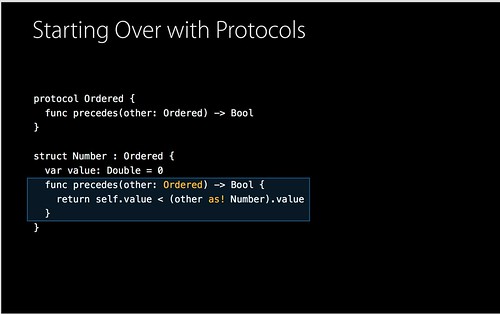 Starting Over with Protocols
protocol Ordered {
  func precedes(other: Ordered) -> Bool
}
struct Number : Ordered {
  var value: Double = 0
  func precedes(other: Ordered) -> Bool {
    return self.value < (other as! Number).value
  }
}